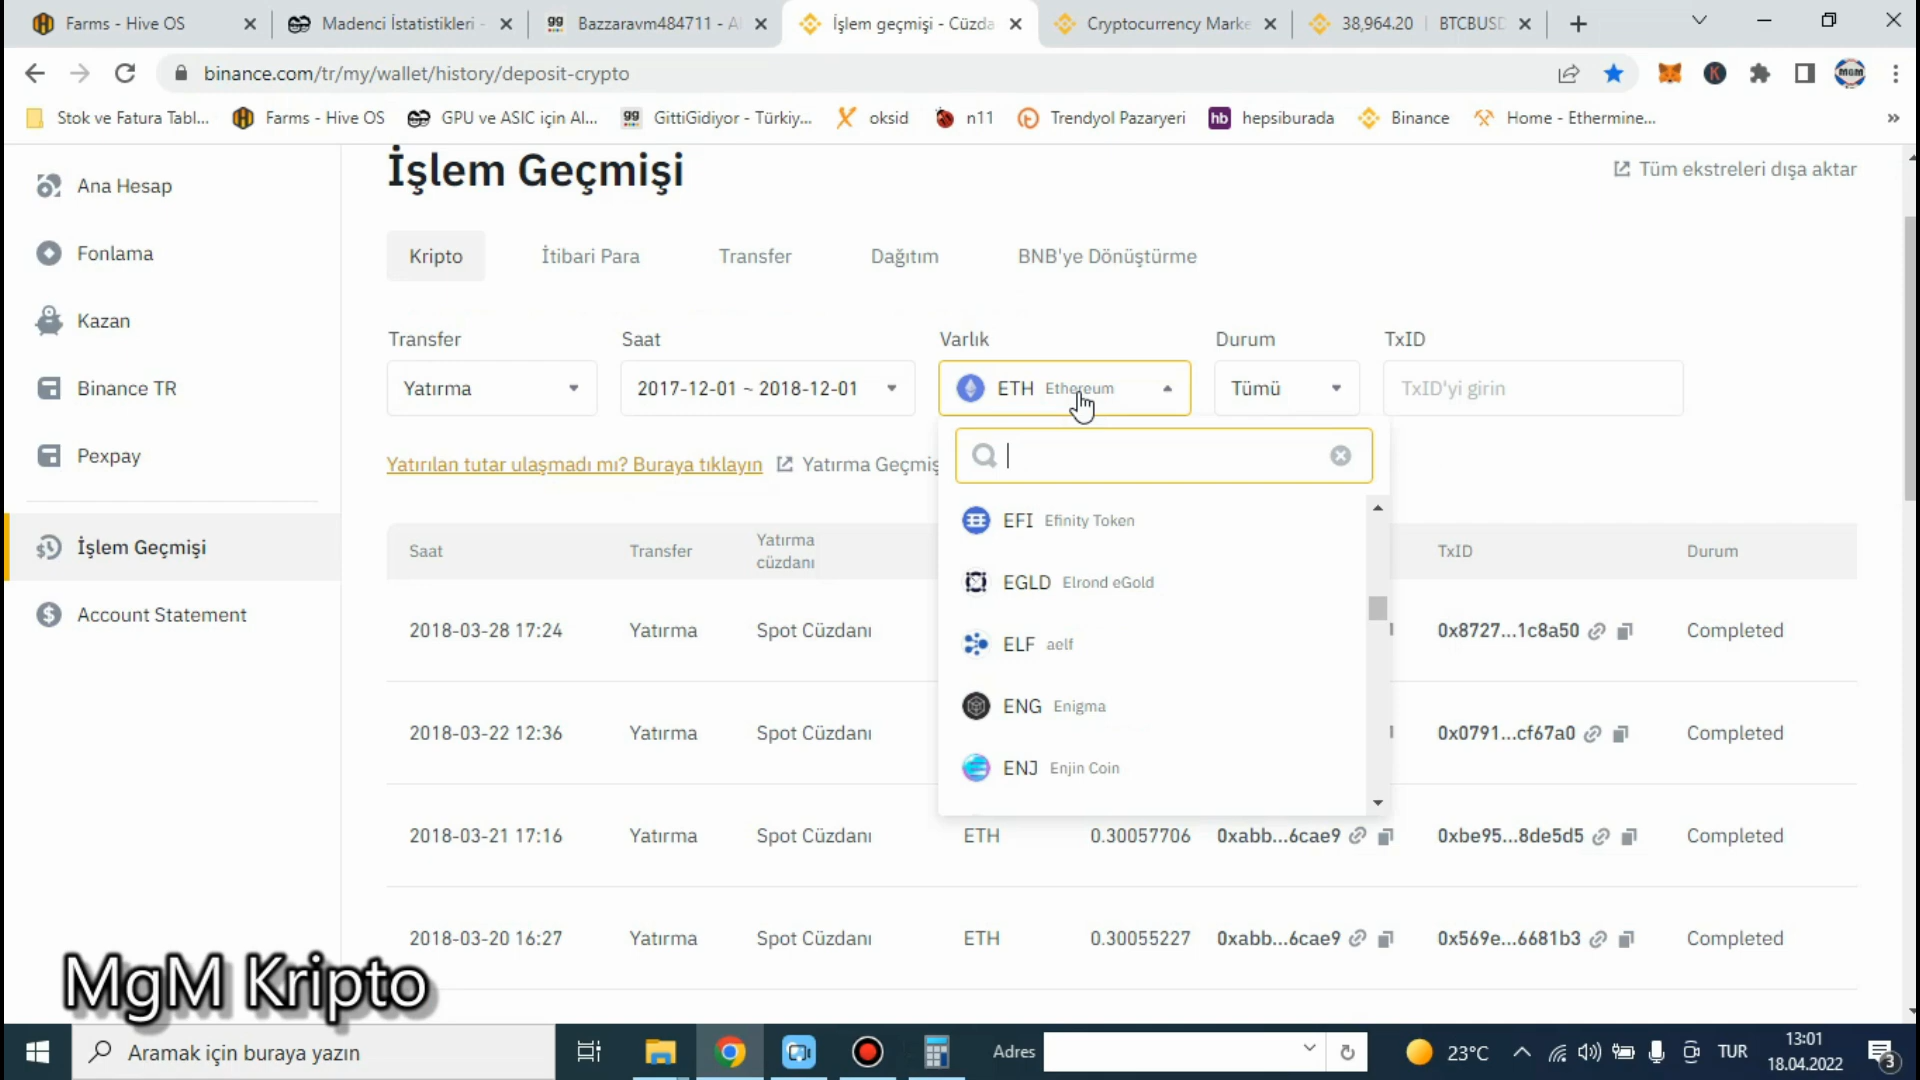 Farms - Hive OS
Madenci İstatistikleri -
Bazzaravm484711 - A
İşlem geçmişi - Cüzda
Cryptocurrency Marke
38,964.20 | BTCBUSD
binance.com/tr/my/wallet/history/deposit-crypto
Stok ve Fatura Tabl...
Farms - Hive OS
GPU ve ASIC için Al...
gg GittiGidiyor - Türkiy...
oksid
n11
Trendyol Pazaryeri
hb hepsiburada
Binance
Home - Ethermine...
»
Ana Hesap
Fonlama
Kazan
Binance TR
Pexpay
İşlem Geçmişi
Account Statement
İşlem Geçmişi
Tüm ekstreleri dışa aktar
Kripto
İtibari Para
Transfer
Dağıtım
BNB'ye Dönüştürme
Transfer
Saat
Varlık
Durum
TxID
Yatırma
2017-12-01 ~ 2018-12-01
ETH Ethereum
Tümü
TxID'yi girin
Yatırılan tutar ulaşmadı mı? Buraya tıklayın
Yatırma Geçmiş
EFI Efinity Token
EGLD Elrond eGold
ELF aelf
ENG Enigma
ENJ Enjin Coin
Saat
Transfer
Yatırma
cüzdanı
TxID
Durum
2018-03-28 17:24 Yatırma Spot Cüzdanı 0x8727...1c8a50 Completed
2018-03-22 12:36 Yatırma Spot Cüzdanı 0x0791...cf67a0 Completed
2018-03-21 17:16 Yatırma Spot Cüzdanı ETH 0.30057706 0xabb...6cae9 0xbe95...8de5d5 Completed
2018-03-20 16:27 Yatırma Spot Cüzdanı ETH 0.30055227 0xabb...6cae9 0x569e...6681b3 Completed
MgM Kripto
Aramak için buraya yazın
Adres
23°C
TUR
13:01
18.04.2022
3